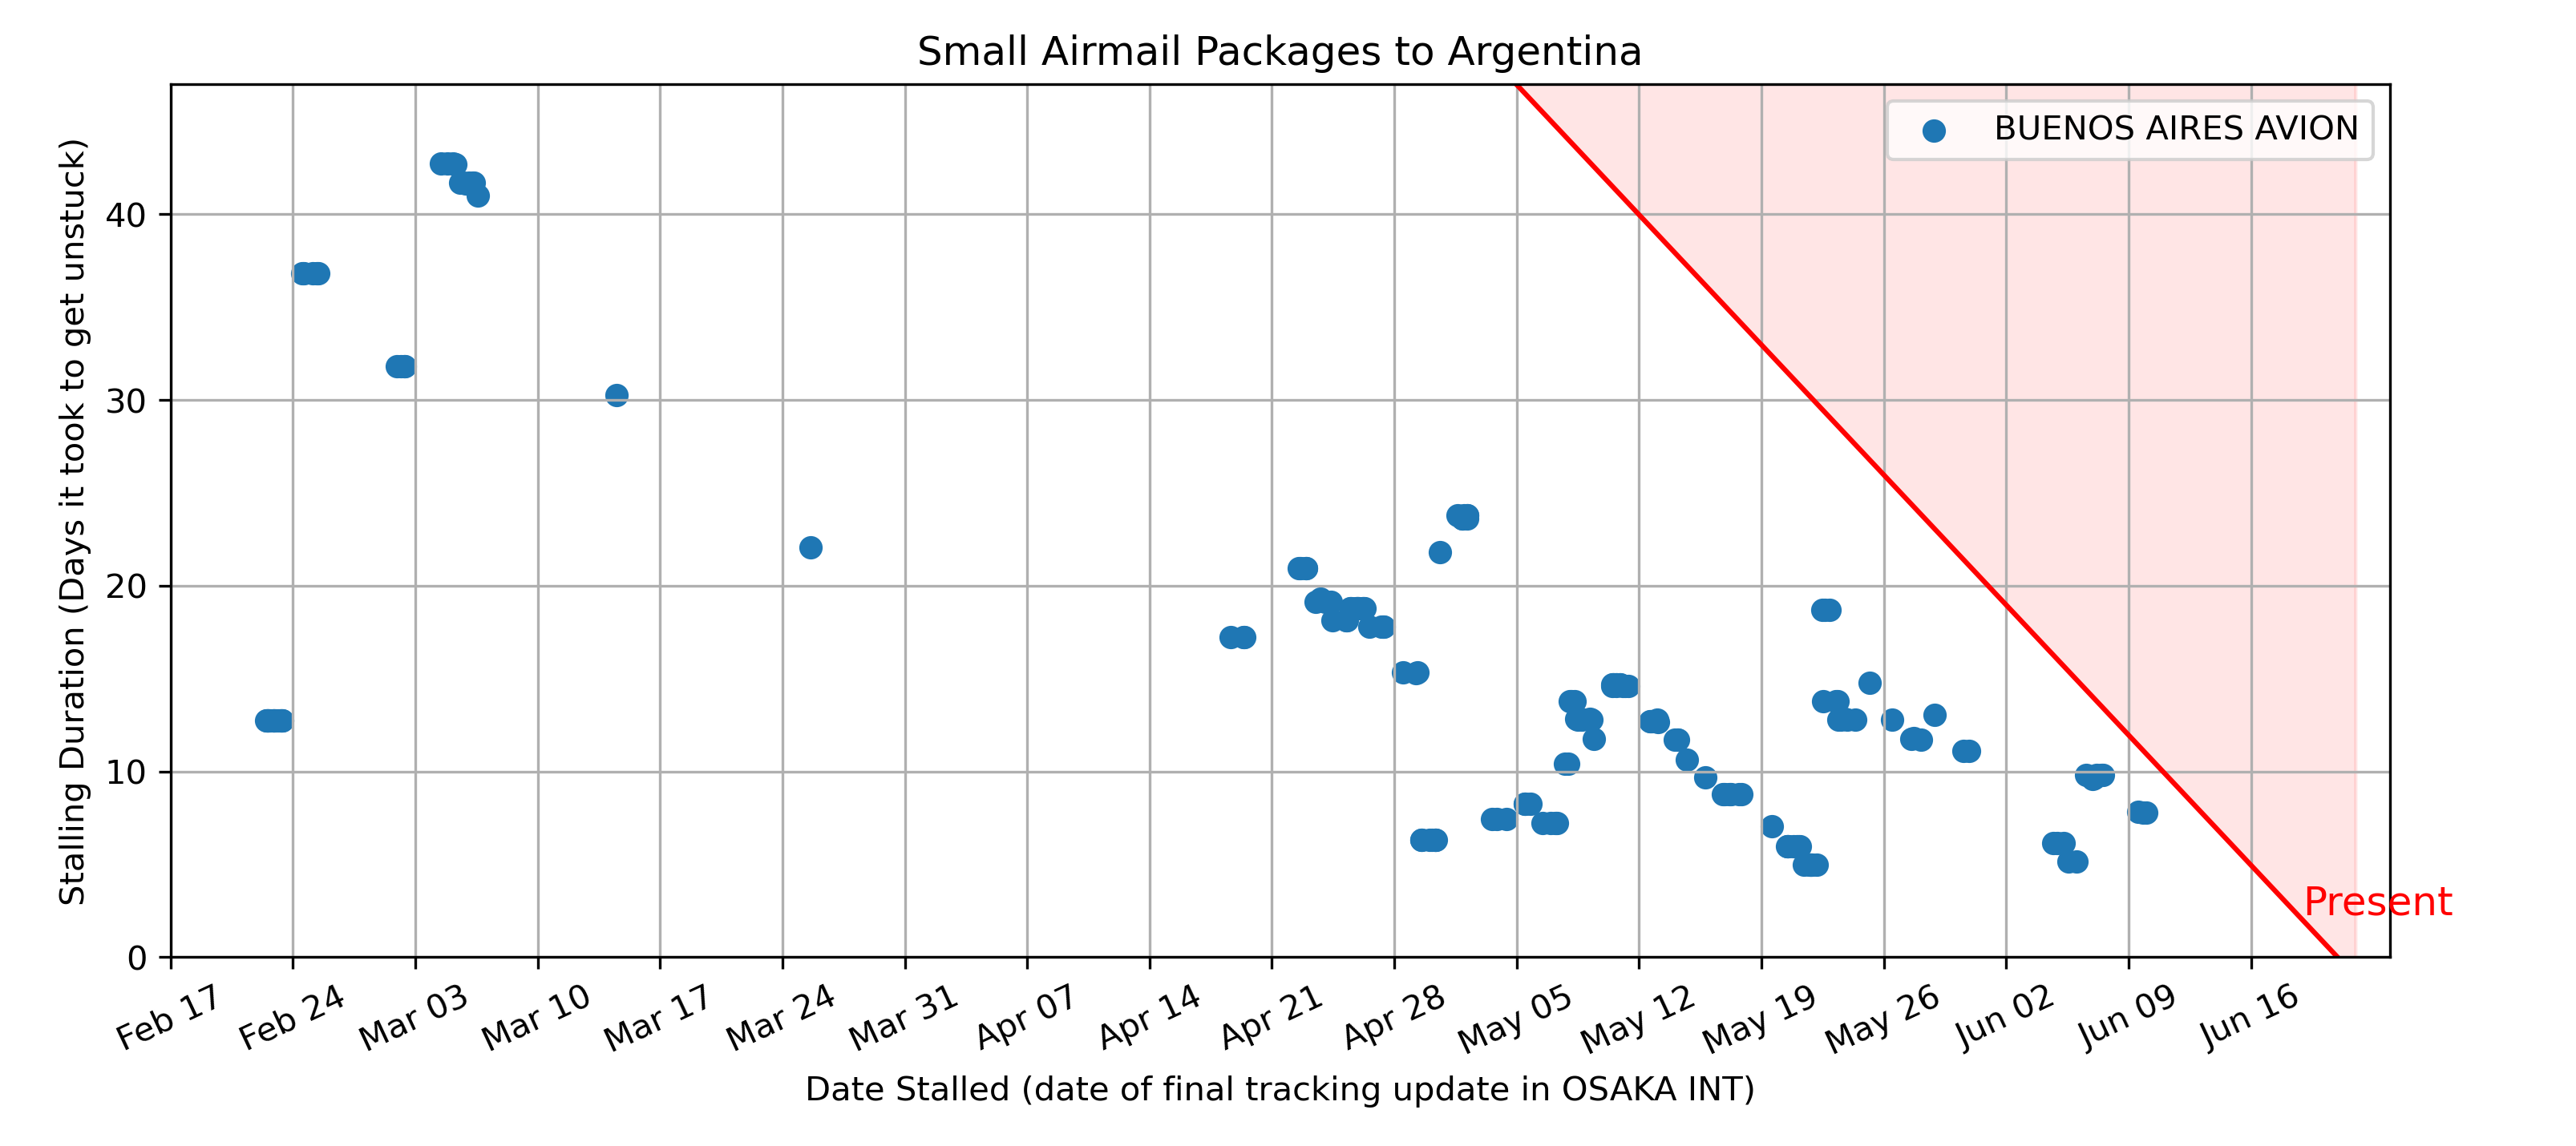 Small Airmail Packages to Argentina
BUENOS AIRES AVION
Stalling Duration (Days it took to get unstuck)
40
30
20
10
0
Present
Feb 17
Feb 24
Mar 03
Mar 10
Mar 17
Mar 24
Mar 31
Apr 07
Apr 14
Apr 21
Apr 28
May 05
May 12
May 19
May 26
Jun 02
Jun 09
Jun 16
Date Stalled (date of final tracking update in OSAKA INT)